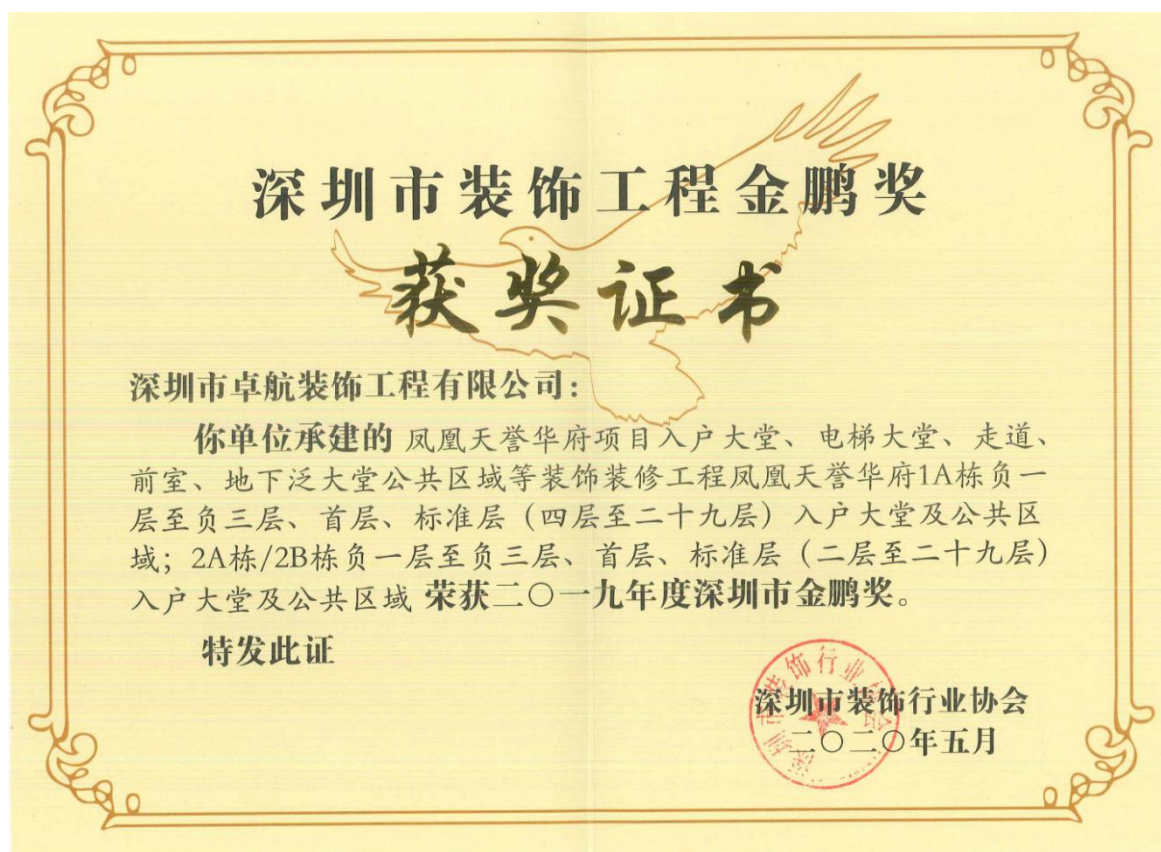 深圳市装饰工程金鹏奖
获奖证书
深圳市卓航装饰工程有限公司：
你单位承建的 凤凰天誉华府项目入户大堂、电梯大堂、走道、
前室、地下泛大堂公共区域等装饰装修工程凤凰天誉华府1A栋负一
层至负三层、首层、标准层（四层至二十九层）入户大堂及公共区
域；2A栋/2B栋负一层至负三层、首层、标准层（二层至二十九层）
入户大堂及公共区域 荣获二〇一九年度深圳市金鹏奖。
特发此证
深圳市装饰行业协会
深圳市装饰行业协会
二〇二〇年五月